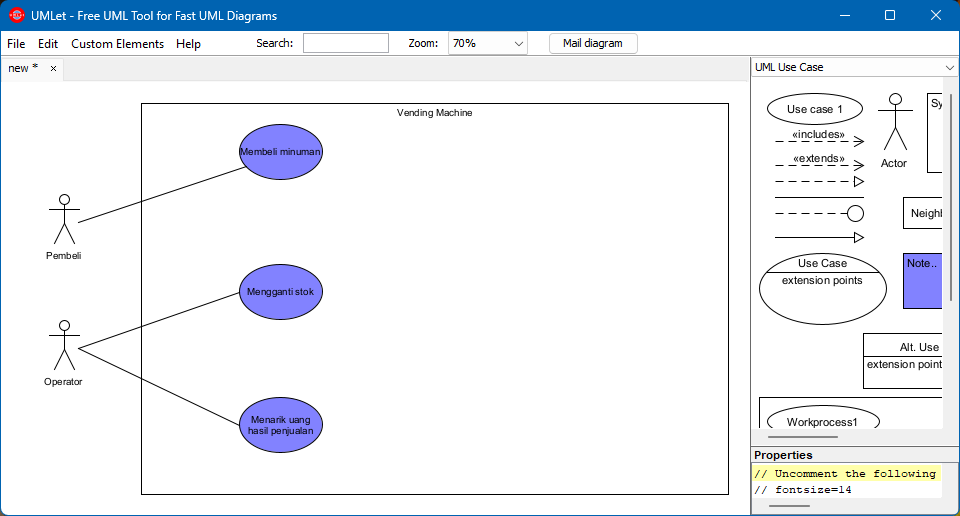 UMLet - Free UML Tool for Fast UML Diagrams
File Edit Custom Elements Help Search: Zoom: 70% Mail diagram
new *
Vending Machine
Membeli minuman
Pembeli
Mengganti stok
Operator
Menarik uang
hasil penjualan
UML Use Case
Use case 1
Sy
«includes»
«extends»
Actor
Neighb
Use Case
extension points
Note..
Alt. Use
extension point
Workprocess1
Properties
// Uncomment the following
// fontsize=14